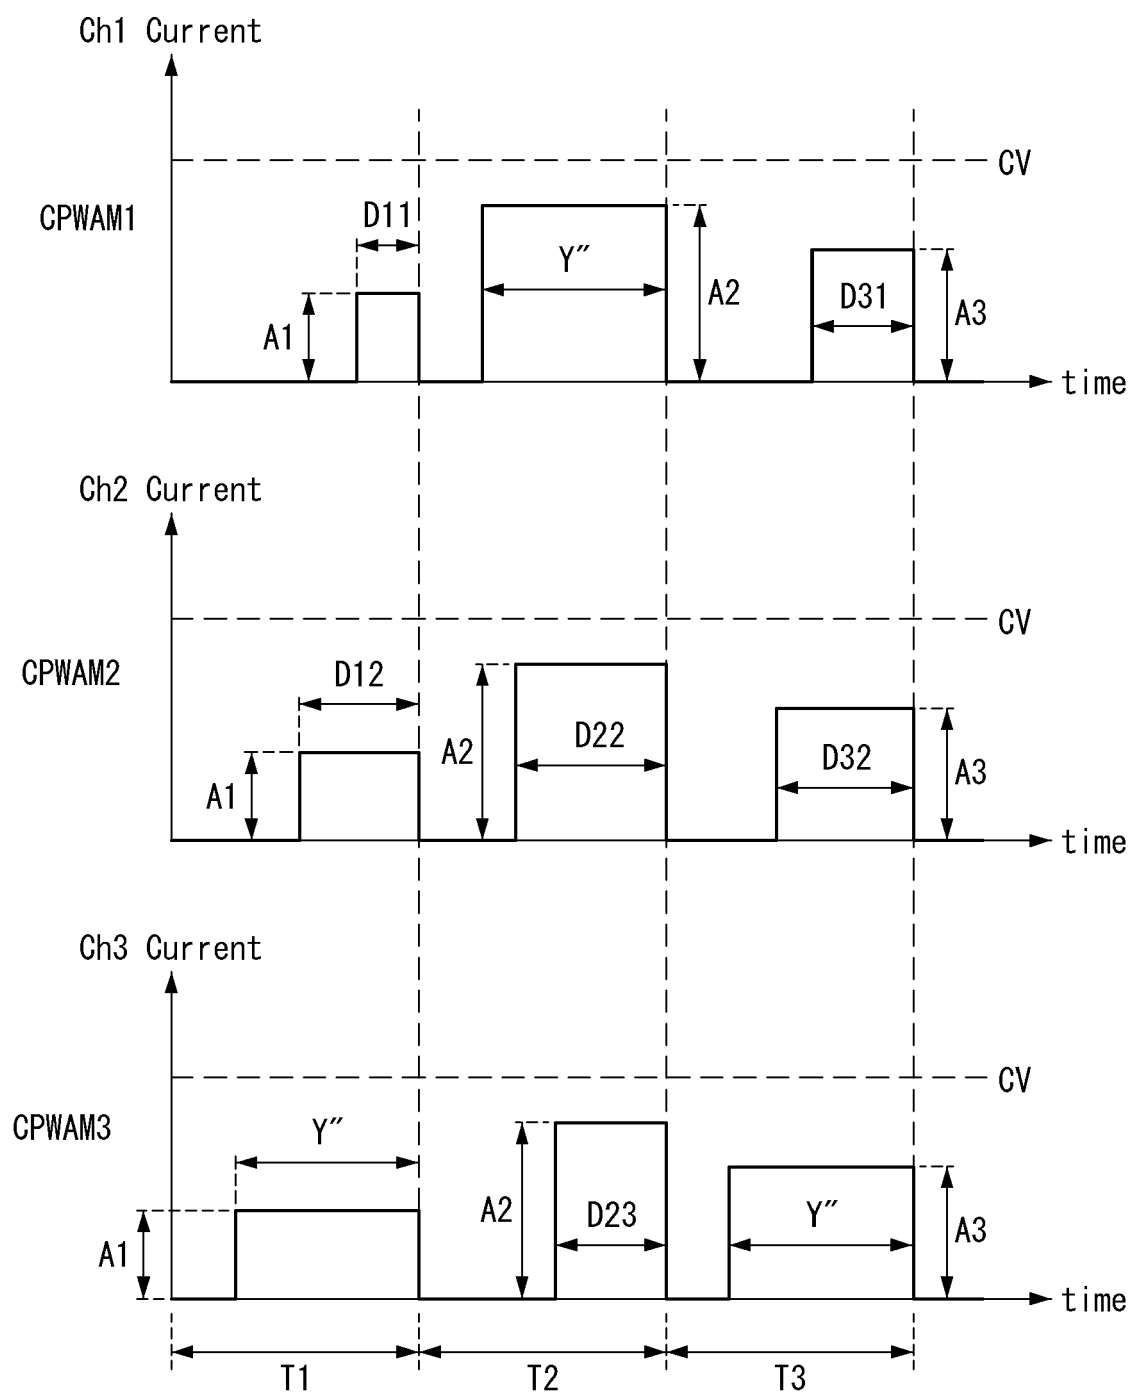 Ch1 Current
CV
CPWAM1
D11
Y″
A2
D31
A3
A1
time
Ch2 Current
CV
CPWAM2
D12
A2
D22
D32
A3
A1
time
Ch3 Current
CV
CPWAM3
Y″
A2
D23
Y″
A3
A1
time
T1
T2
T3